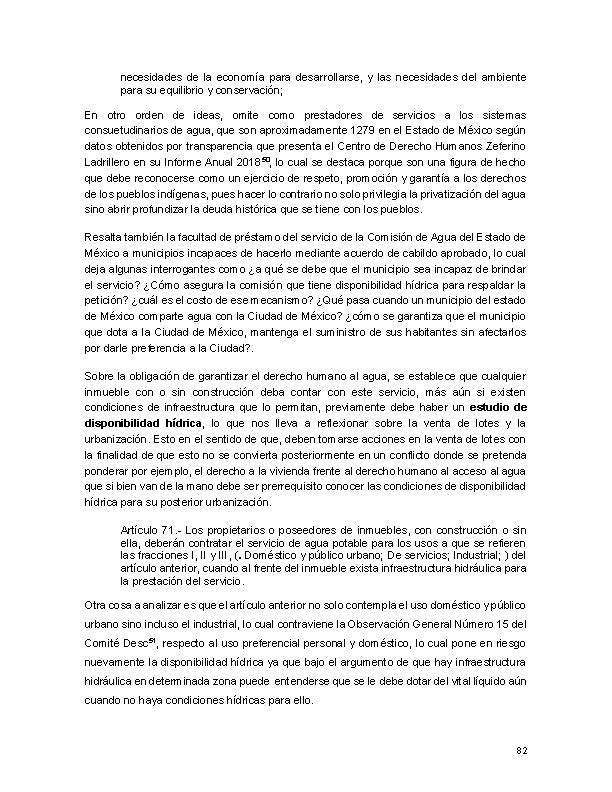 necesidades de la economía para desarrollarse, y las necesidades del ambiente
para su equilibrio y conservación;
En otro orden de ideas, omite como prestadores de servicios a los sistemas
consuetudinarios de agua, que son aproximadamente 1279 en el Estado de México según
datos obtenidos por transparencia que presenta el Centro de Derecho Humanos Zeferino
Ladrillero en su Informe Anual 2018⁵⁰, lo cual se destaca porque son una figura de hecho
que debe reconocerse como un ejercicio de respeto, promoción y garantía a los derechos
de los pueblos indígenas, pues hacer lo contrario no solo privilegia la privatización del agua
sino abrir profundizar la deuda histórica que se tiene con los pueblos.
Resalta también la facultad de préstamo del servicio de la Comisión de Agua del Estado de
México a municipios incapaces de hacerlo mediante acuerdo de cabildo aprobado, lo cual
deja algunas interrogantes como ¿a qué se debe que el municipio sea incapaz de brindar
el servicio? ¿Cómo asegura la comisión que tiene disponibilidad hídrica para respaldar la
petición? ¿cuál es el costo de ese mecanismo? ¿Qué pasa cuando un municipio del estado
de México comparte agua con la Ciudad de México? ¿cómo se garantiza que el municipio
que dota a la Ciudad de México, mantenga el suministro de sus habitantes sin afectarlos
por darle preferencia a la Ciudad?.
Sobre la obligación de garantizar el derecho humano al agua, se establece que cualquier
inmueble con o sin construcción deba contar con este servicio, más aún si existen
condiciones de infraestructura que lo permitan, previamente debe haber un estudio de
disponibilidad hídrica, lo que nos lleva a reflexionar sobre la venta de lotes y la
urbanización. Esto en el sentido de que, deben tomarse acciones en la venta de lotes con
la finalidad de que esto no se convierta posteriormente en un conflicto donde se pretenda
ponderar por ejemplo, el derecho a la vivienda frente al derecho humano al acceso al agua
que si bien van de la mano debe ser prerrequisito conocer las condiciones de disponibilidad
hídrica para su posterior urbanización.
Artículo 71.- Los propietarios o poseedores de inmuebles, con construcción o sin
ella, deberán contratar el servicio de agua potable para los usos a que se refieren
las fracciones I, II y III, (. Doméstico y público urbano; De servicios; Industrial; ) del
artículo anterior, cuando al frente del inmueble exista infraestructura hidráulica para
la prestación del servicio.
Otra cosa a analizar es que el artículo anterior no solo contempla el uso doméstico y público
urbano sino incluso el industrial, lo cual contraviene la Observación General Número 15 del
Comité Desc⁵¹, respecto al uso preferencial personal y doméstico, lo cual pone en riesgo
nuevamente la disponibilidad hídrica ya que bajo el argumento de que hay infraestructura
hidráulica en determinada zona puede entenderse que se le debe dotar del vital líquido aún
cuando no haya condiciones hídricas para ello.
82